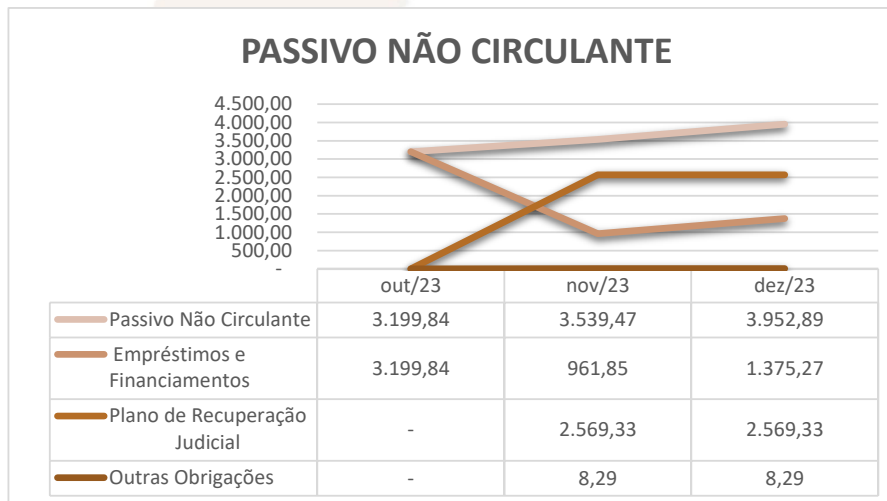 PASSIVO NÃO CIRCULANTE
4.500,00
4.000,00
3.500,00
3.000,00
2.500,00
2.000,00
1.500,00
1.000,00
500,00
-
out/23 nov/23 dez/23
Passivo Não Circulante 3.199,84 3.539,47 3.952,89
Empréstimos e
Financiamentos 3.199,84 961,85 1.375,27
Plano de Recuperação
Judicial - 2.569,33 2.569,33
Outras Obrigações - 8,29 8,29